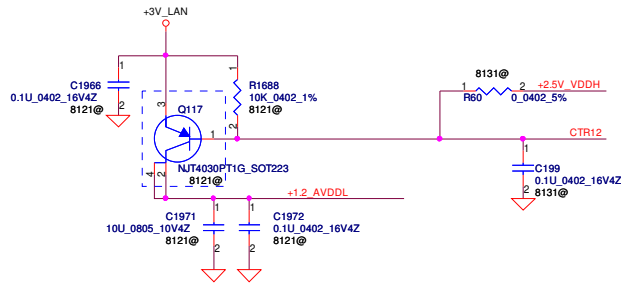 +3V_LAN
1
C1966
0.1U_0402_16V4Z
8121@
2
1
R1688
10K_0402_1%
8121@
2
3
Q117
1
NJT4030PT1G_SOT223
8121@
4
2
8131@
1
2
+2.5V_VDDH
R60
0_0402_5%
CTR12
1
C199
0.1U_0402_16V4Z
8131@
2
+1.2_AVDDL
1
C1971
10U_0805_10V4Z
8121@
2
1
C1972
0.1U_0402_16V4Z
8121@
2